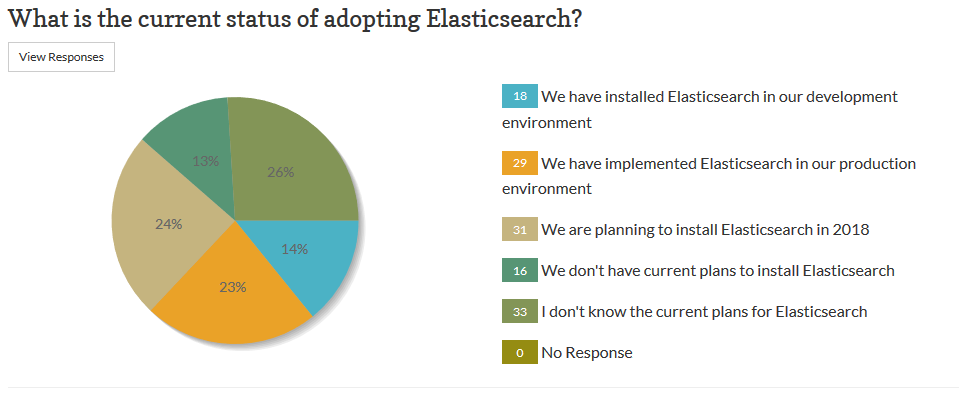 What is the current status of adopting Elasticsearch?
View Responses
13%
26%
24%
14%
23%
18 We have installed Elasticsearch in our development
environment
29 We have implemented Elasticsearch in our production
environment
31 We are planning to install Elasticsearch in 2018
16 We don't have current plans to install Elasticsearch
33 I don't know the current plans for Elasticsearch
0 No Response